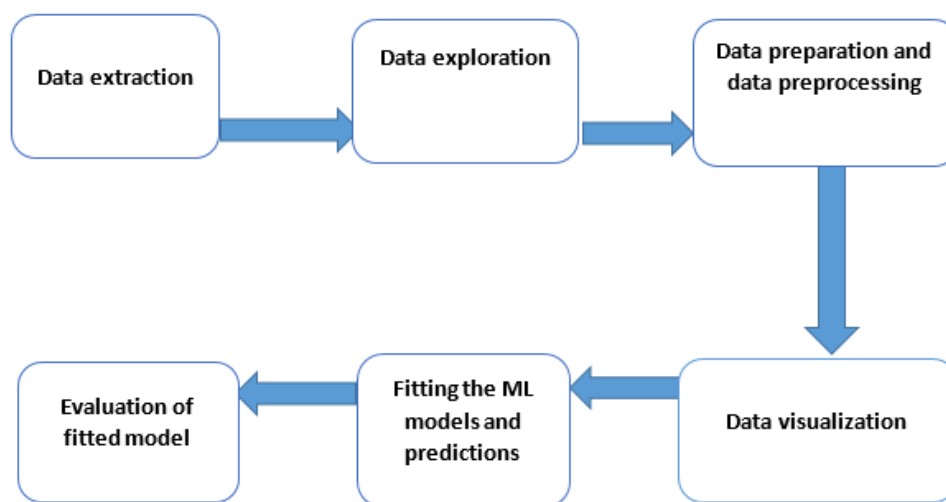 Data extraction
Data exploration
Data preparation and
data preprocessing
Evaluation of
fitted model
Fitting the ML
models and
predictions
Data visualization